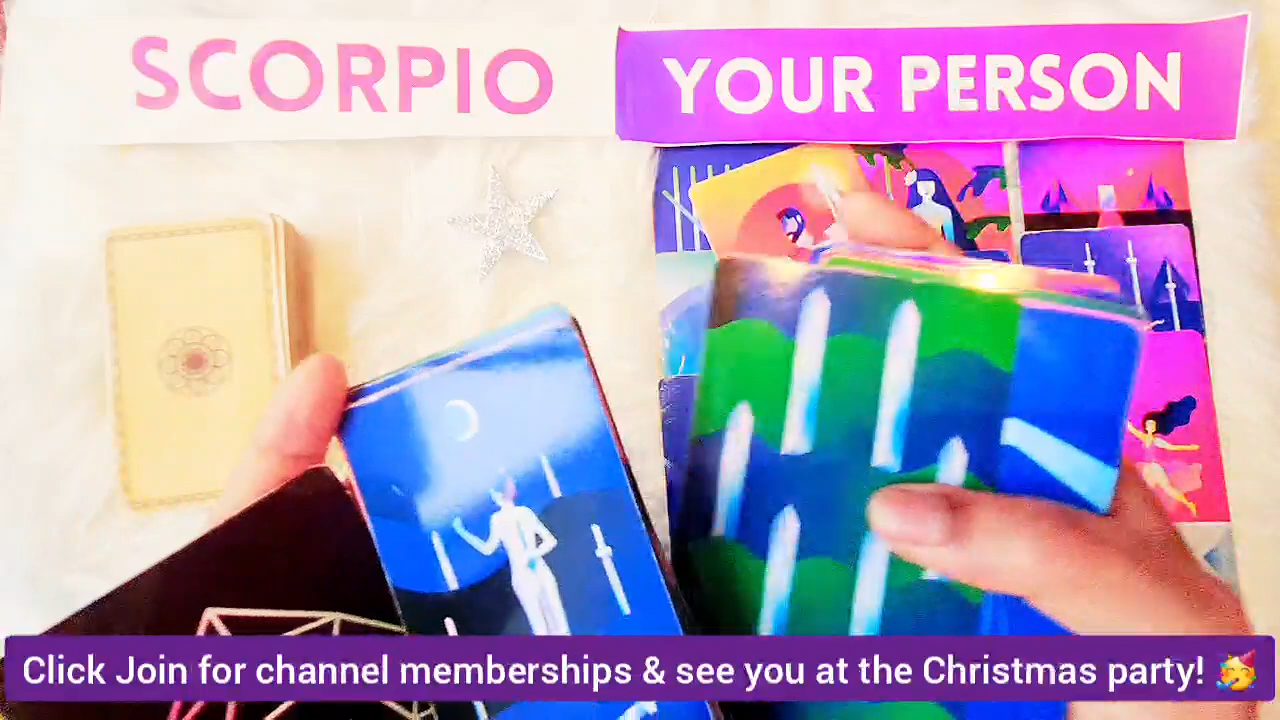 SCORPIO
YOUR PERSON
Click Join for channel memberships & see you at the Christmas party! 🥳